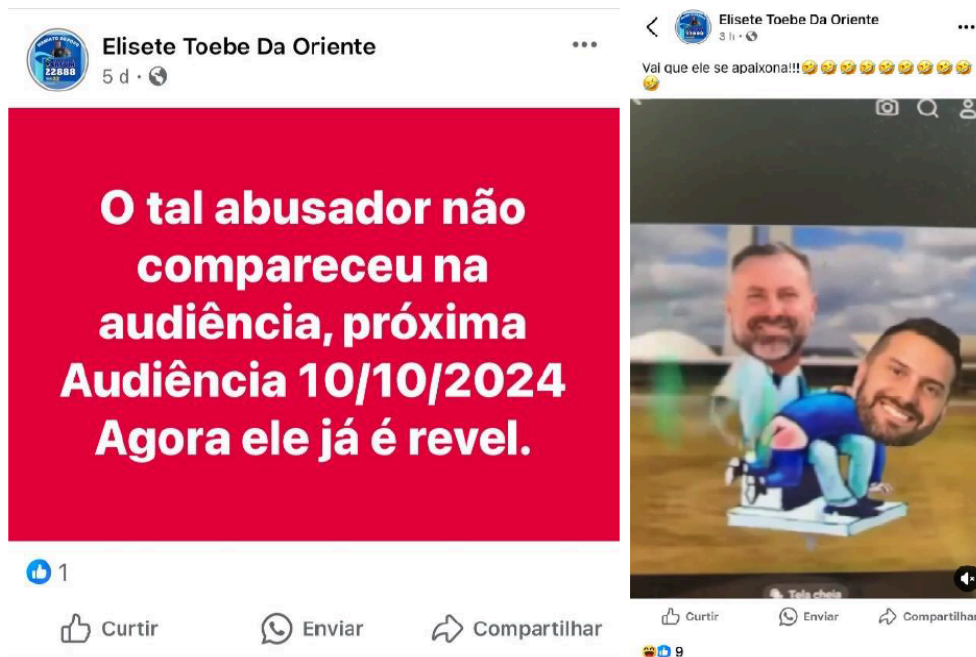 Elisete Toebe Da Oriente
5 d
22888
O tal abusador não
compareceu na
audiência, próxima
Audiência 10/10/2024
Agora ele já é revel.
1
Curtir
Enviar
Compartilhar
Elisete Toebe Da Oriente
3 h
Vai que ele se apaixona!!!
Tela cheia
Curtir
Enviar
Compartilhar
9